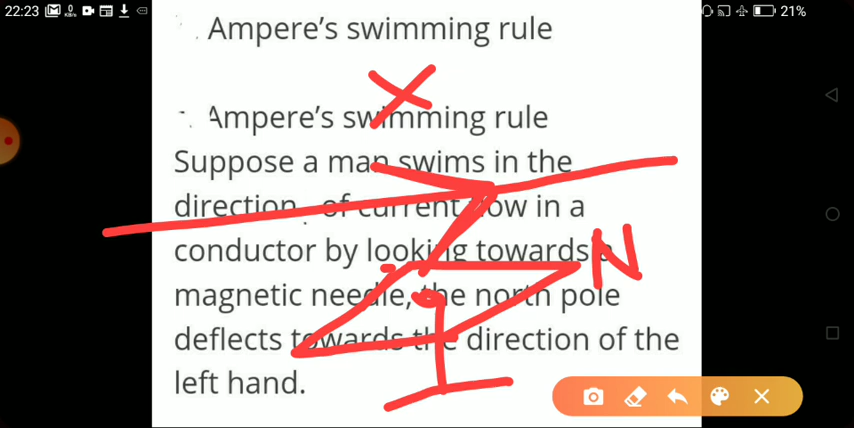 22:23
21%
Ampere's swimming rule
X
Ampere's swimming rule
Suppose a man swims in the
direction of current flow in a
conductor by looking towards a
N
magnetic needle, the north pole
deflects towards the direction of the
left hand.